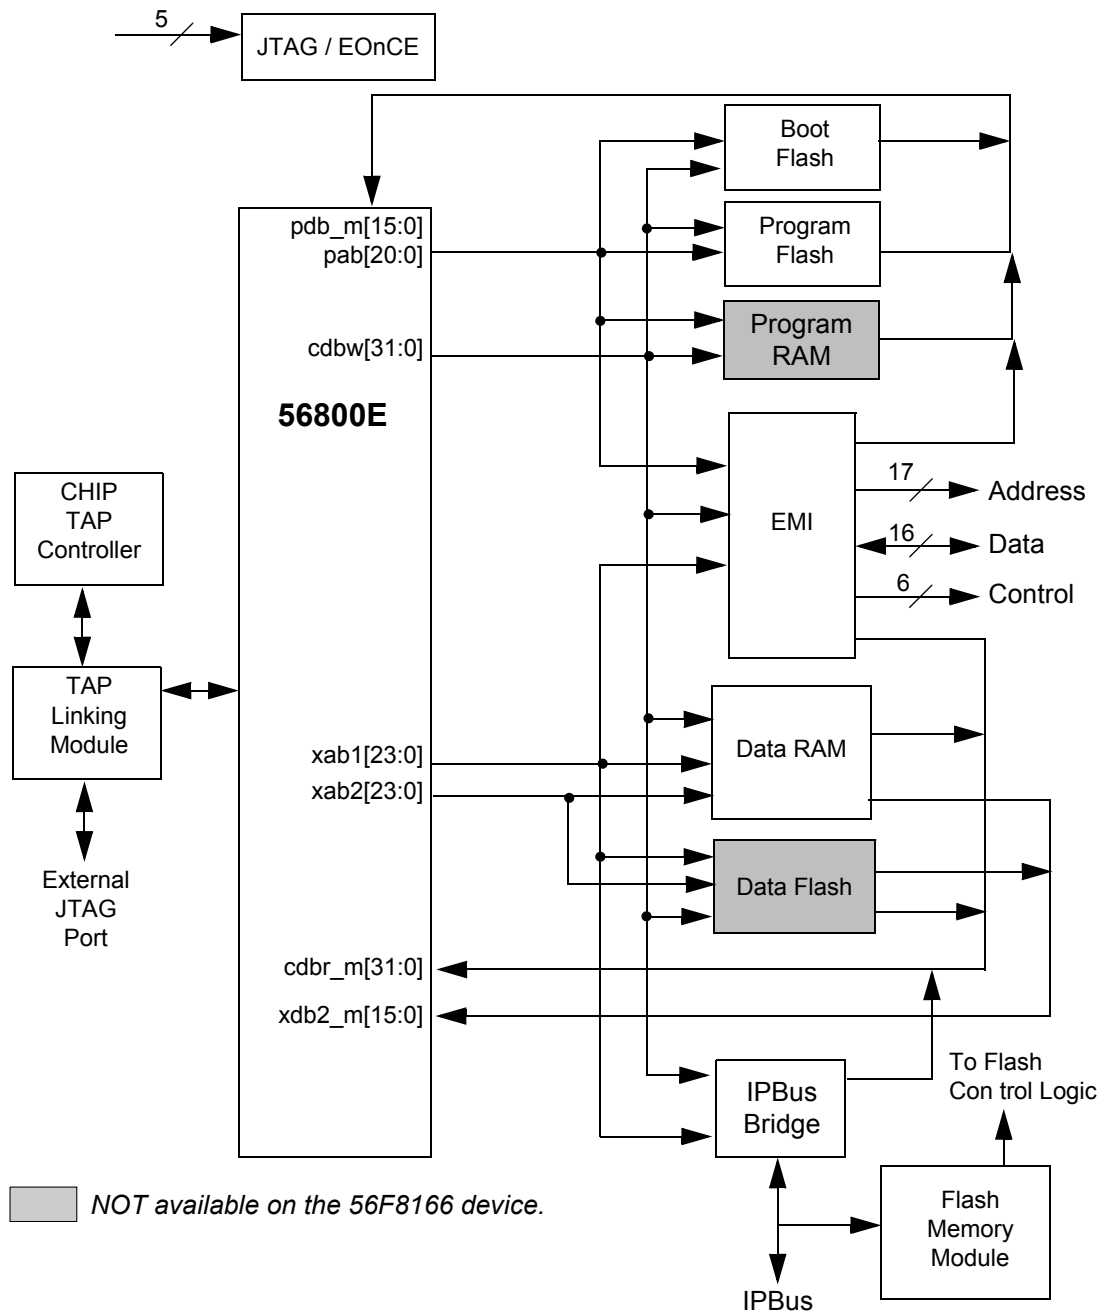 5
JTAG / EOnCE
Boot
Flash
pdb_m[15:0]
pab[20:0]
Program
Flash
cdbw[31:0]
Program
RAM
56800E
CHIP
TAP
Controller
EMI
17
Address
16
Data
6
Control
TAP
Linking
Module
xab1[23:0]
xab2[23:0]
Data RAM
Data Flash
External
JTAG
Port
cdbr_m[31:0]
xdb2_m[15:0]
IPBus
Bridge
To Flash
Con trol Logic
NOT available on the 56F8166 device.
Flash
Memory
Module
IPBus